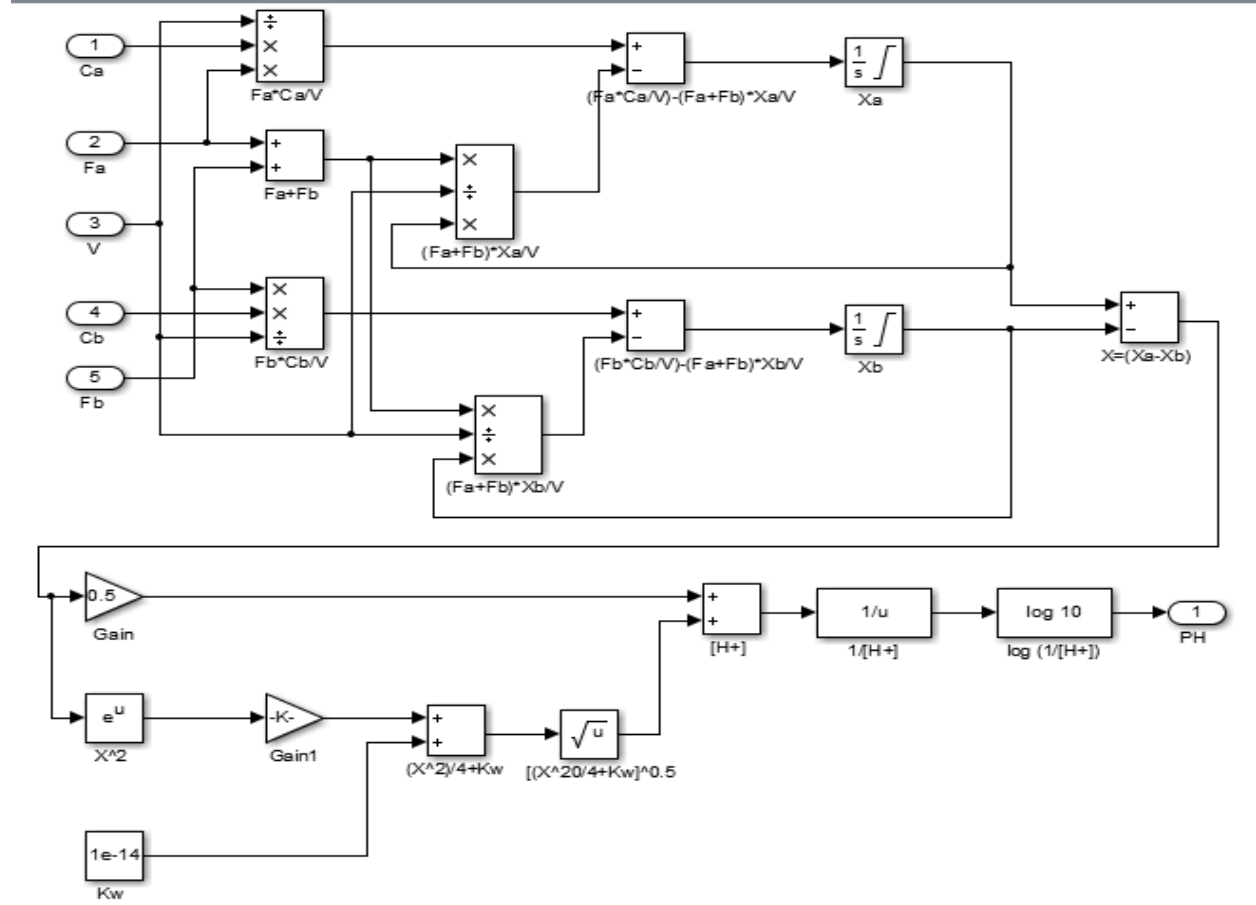 1
Ca
÷
×
×
Fa*Ca/V
+
−
(Fa*Ca/V)-(Fa+Fb)*Xa/V
1
s
Xa
2
Fa
+
+
Fa+Fb
×
÷
×
(Fa+Fb)*Xa/V
3
V
4
Cb
×
×
÷
Fb*Cb/V
+
−
(Fb*Cb/V)-(Fa+Fb)*Xb/V
1
s
Xb
+
−
X=(Xa-Xb)
5
Fb
×
÷
×
(Fa+Fb)*Xb/V
0.5
Gain
+
+
[H+]
1/u
1/[H+]
log 10
log (1/[H+])
1
PH
e^u
X^2
-K-
Gain1
+
+
(X^2)/4+Kw
√u
[(X^20/4+Kw]^0.5
1e-14
Kw